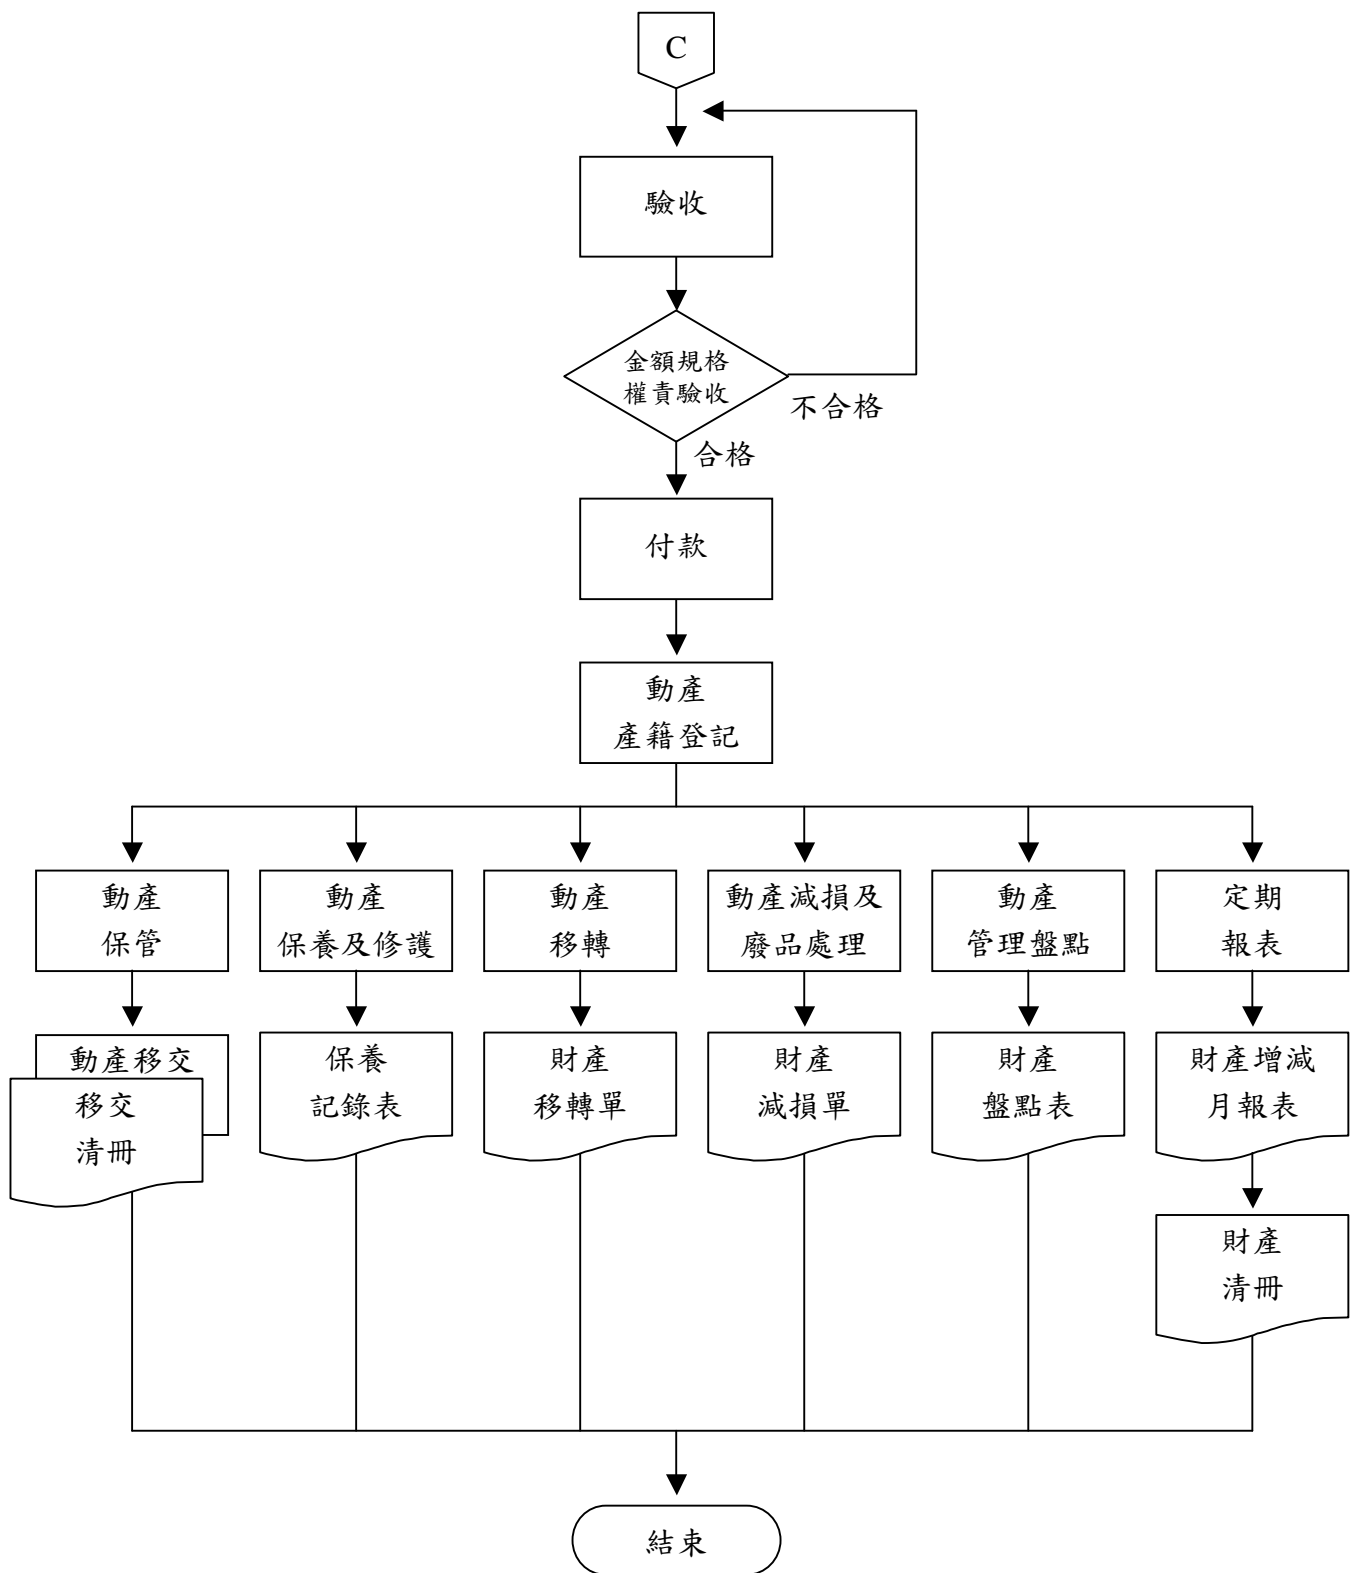 C
驗收
金額規格
權責驗收
不合格
合格
付款
動產
產籍登記
動產
保管
動產
保養及修護
動產
移轉
動產減損及
廢品處理
動產
管理盤點
定期
報表
動產移交
移交
清冊
保養
記錄表
財產
移轉單
財產
減損單
財產
盤點表
財產增減
月報表
財產
清冊
結束